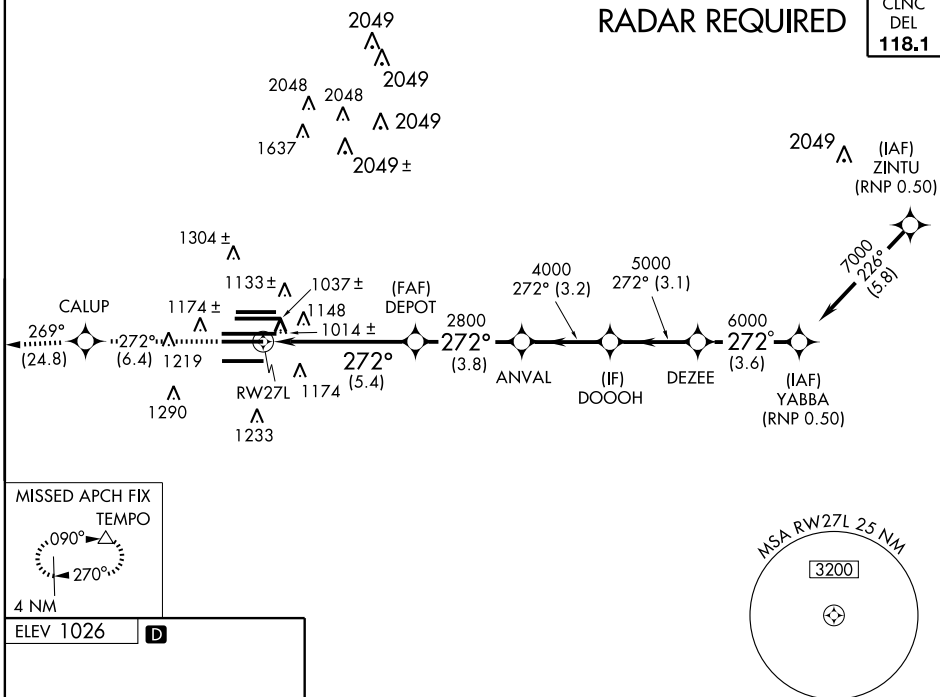 RADAR REQUIRED
CLNC
DEL
118.1
2049
2049
2048
2048
2049
1637
2049 ±
2049
(IAF)
ZINTU
(RNP 0.50)
7000
226°
(5.8)
1304 ±
1133 ±
1037 ±
1174 ±
1148
1014 ±
CALUP
269°
(24.8)
272°
(6.4)
1219
RW27L
1174
1290
1233
272°
(5.4)
(FAF)
DEPOT
2800
272°
(3.8)
ANVAL
4000
272° (3.2)
(IF)
DOOOH
5000
272° (3.1)
DEZEE
6000
272°
(3.6)
(IAF)
YABBA
(RNP 0.50)
MISSED APCH FIX
TEMPO
090°
270°
4 NM
ELEV 1026
D
MSA RW27L 25 NM
3200